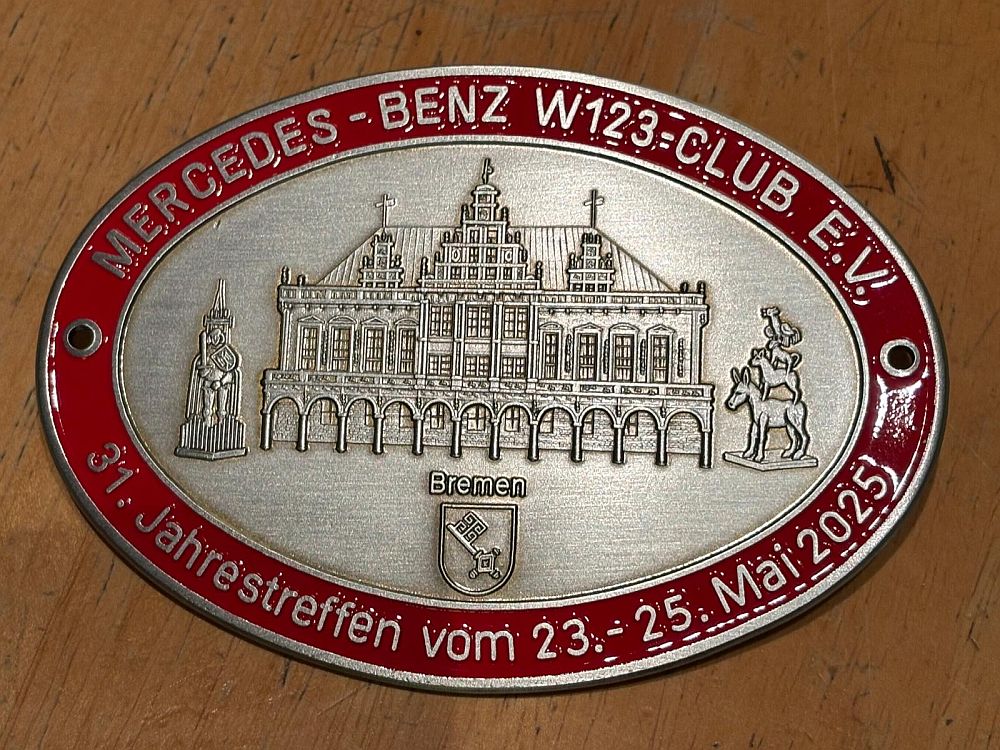 MERCEDES-BENZ W123-CLUB E.V.
Bremen
31. Jahrestreffen vom 23.-25. Mai 2025